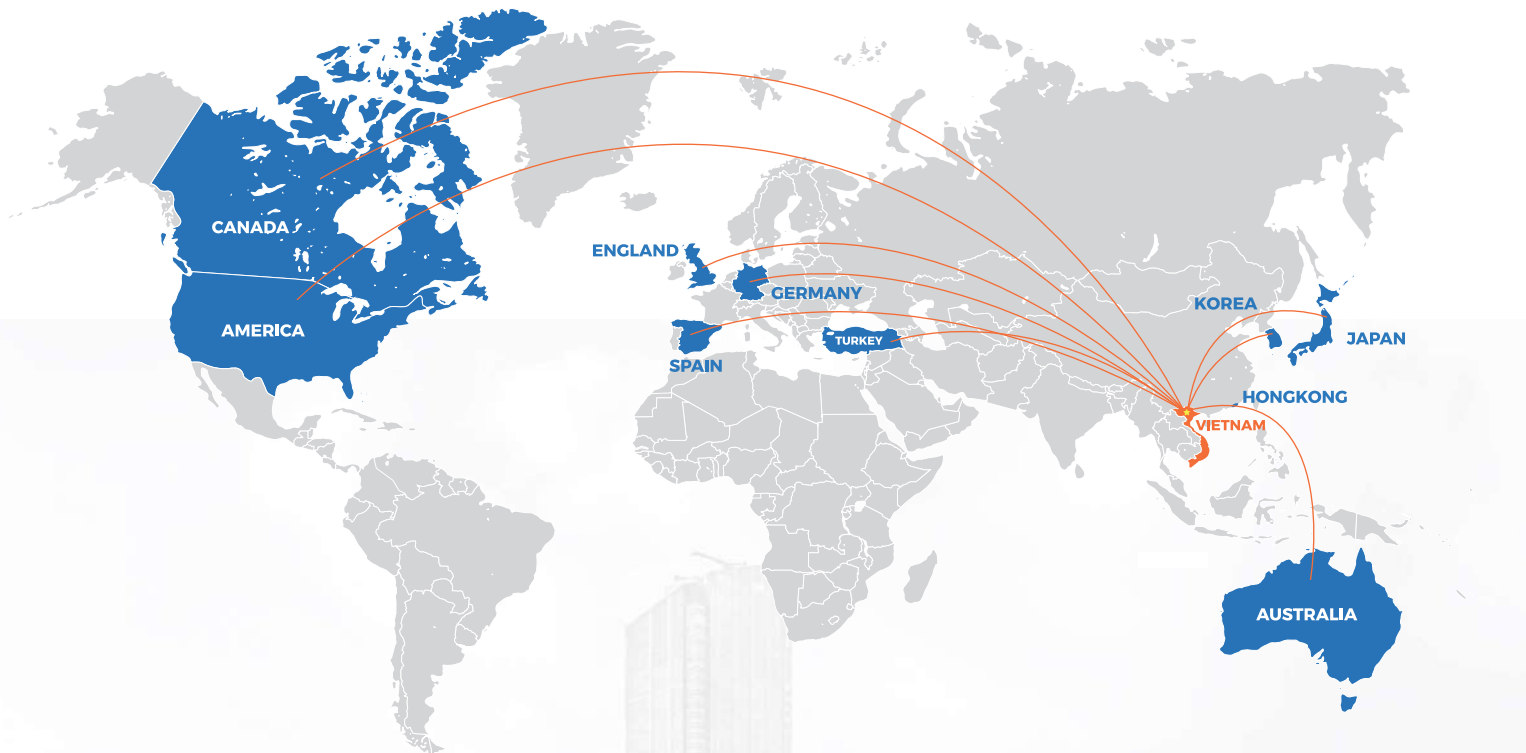 CANADA
AMERICA
ENGLAND
GERMANY
SPAIN
TURKEY
KOREA
JAPAN
HONGKONG
VIETNAM
AUSTRALIA